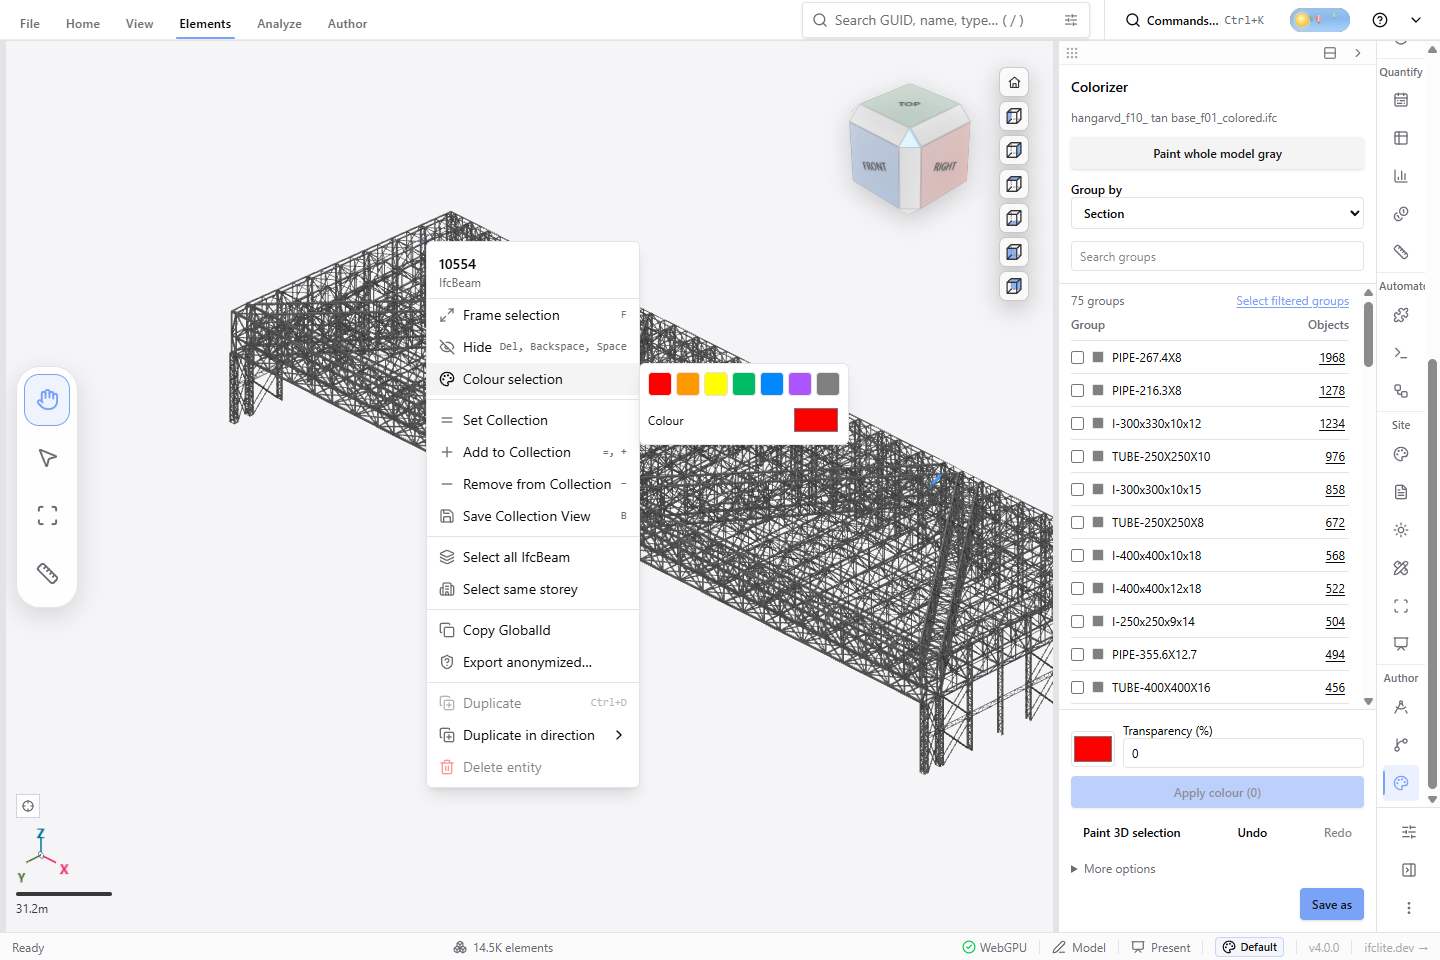 File Home View Elements Analyze Author
Search GUID, name, type... ( / )
Commands... Ctrl+K
TOP
FRONT
RIGHT
10554
IfcBeam
Frame selection F
Hide Del, Backspace, Space
Colour selection
Set Collection
Add to Collection =, +
Remove from Collection -
Save Collection View B
Select all IfcBeam
Select same storey
Copy GlobalId
Export anonymized...
Duplicate Ctrl+D
Duplicate in direction
Delete entity
Colour
Z
X
Y
31.2m
Colorizer
hangarvd_f10_ tan base_f01_colored.ifc
Paint whole model gray
Group by
Section
Search groups
75 groups Select filtered groups
Group Objects
PIPE-267.4X8 1968
PIPE-216.3X8 1278
I-300x330x10x12 1234
TUBE-250X250X10 976
I-300x300x10x15 858
TUBE-250X250X8 672
I-400x400x10x18 568
I-400x400x12x18 522
I-250x250x9x14 504
PIPE-355.6X12.7 494
TUBE-400X400X16 456
Transparency (%)
0
Apply colour (0)
Paint 3D selection Undo Redo
More options
Save as
Quantify
Automate
Site
Author
Ready
14.5K elements
WebGPU Model Present Default v4.0.0 ifclite.dev →